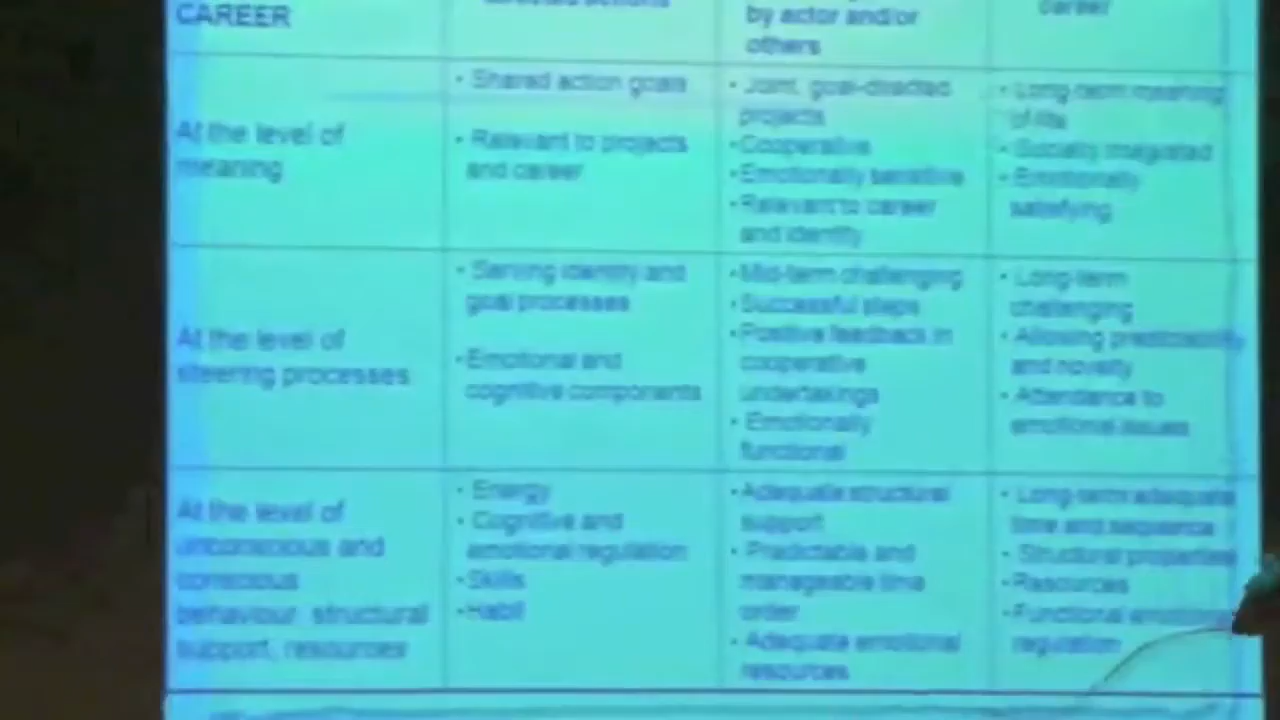 CAREER
directed actions
by actor and/or
others
career
At the level of
meaning
• Shared action goals
• Relevant to projects
and career
• Joint, goal-directed
projects
• Cooperative
• Emotionally sensitive
• Relevant to career
and identity
• Long-term meaning
of life
• Socially integrated
• Emotionally
satisfying
At the level of
steering processes
• Serving identity and
goal processes
• Emotional and
cognitive components
• Mid-term challenging
• Successful steps
• Positive feedback in
cooperative
undertakings
• Emotionally
functional
• Long-term
challenging
• Allowing predictability
and novelty
• Attendance to
emotional issues
At the level of
unconscious and
conscious
behaviour, structural
support, resources
• Energy
• Cognitive and
emotional regulation
• Skills
• Habit
• Adequate structural
support
• Predictable and
manageable time
order
• Adequate emotional
resources
• Long-term adequate
time and sequence
• Structural properties
• Resources
• Functional emotional
regulation